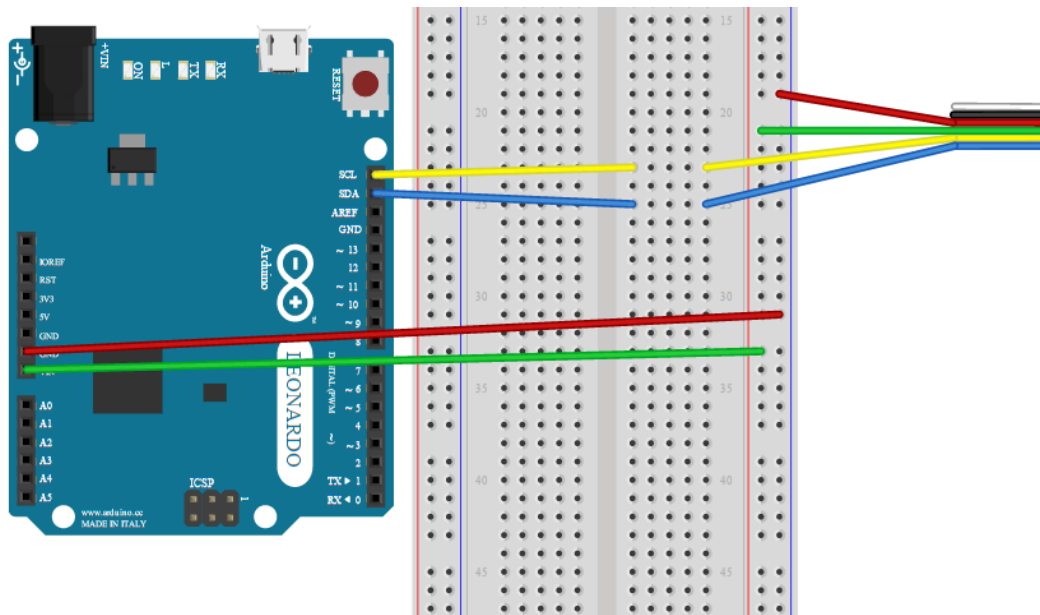 +VIN
ON
L
TX
RX
RESET
SCL
SDA
AREF
GND
~ 13
12
~ 11
~ 10
~ 9
8
7
~ 6
~ 5
4
~ 3
2
TX ▶ 1
RX ◀ 0
Arduino
LEONARDO
IOREF
RST
3V3
5V
GND
GND
A0
A1
A2
A3
A4
A5
ICSP
1
www.arduino.cc
MADE IN ITALY
15
15
20
20
25
25
30
30
35
35
40
40
45
45